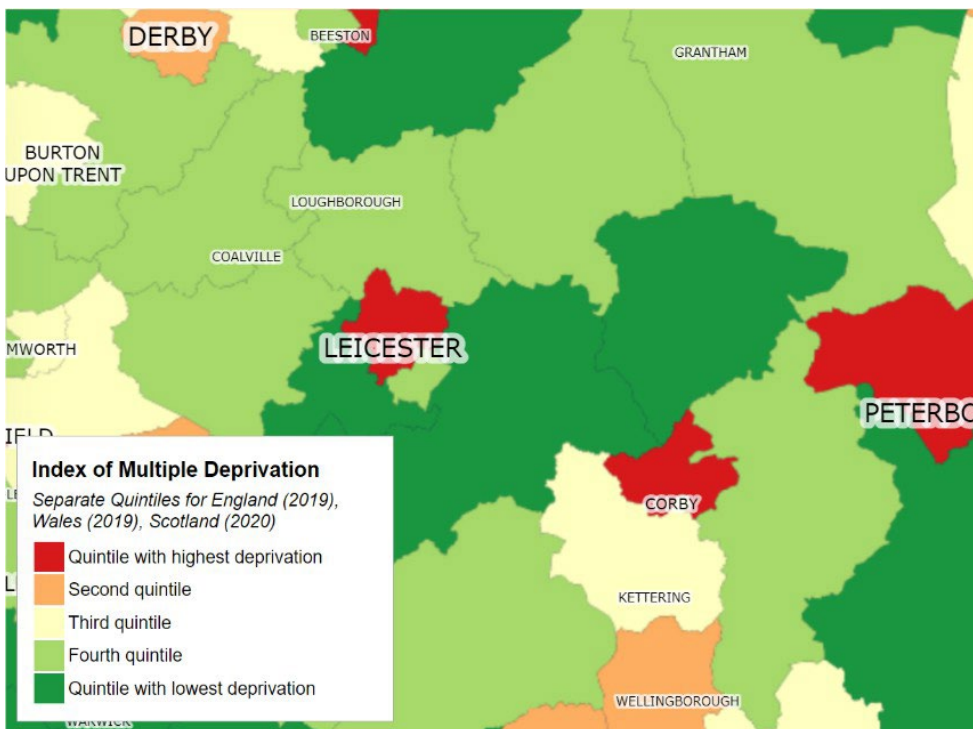 DERBY
BEESTON
GRANTHAM
BURTON
UPON TRENT
LOUGHBOROUGH
COALVILLE
MWORTH
LEICESTER
PETERBO
IELD
CORBY
KETTERING
WELLINGBOROUGH
WARWICK
Index of Multiple Deprivation
Separate Quintiles for England (2019),
Wales (2019), Scotland (2020)
Quintile with highest deprivation
Second quintile
Third quintile
Fourth quintile
Quintile with lowest deprivation